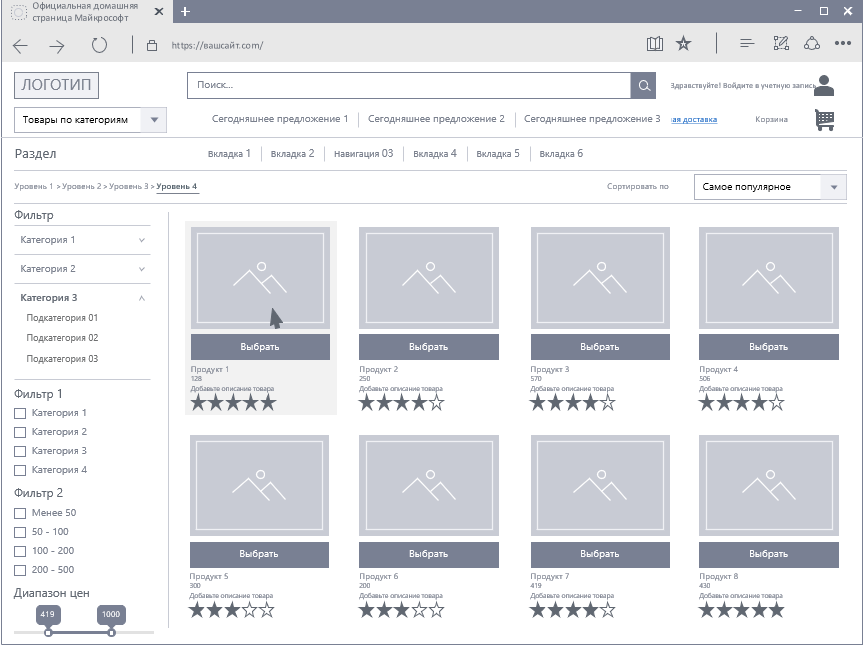 Официальная домашняя
страница Майкрософт
https://вашсайт.com/
ЛОГОТИП
Поиск...
Здравствуйте! Войдите в учетную запись
Товары по категориям
Сегодняшнее предложение 1
Сегодняшнее предложение 2
Сегодняшнее предложение 3
ая доставка
Корзина
Раздел
Вкладка 1
Вкладка 2
Навигация 03
Вкладка 4
Вкладка 5
Вкладка 6
Уровень 1 > Уровень 2 > Уровень 3 > Уровень 4
Сортировать по
Самое популярное
Фильтр
Категория 1
Категория 2
Категория 3
Подкатегория 01
Подкатегория 02
Подкатегория 03
Фильтр 1
Категория 1
Категория 2
Категория 3
Категория 4
Фильтр 2
Менее 50
50 - 100
100 - 200
200 - 500
Диапазон цен
419
1000
Выбрать
Продукт 1
128
Добавьте описание товара
Выбрать
Продукт 2
250
Добавьте описание товара
Выбрать
Продукт 3
570
Добавьте описание товара
Выбрать
Продукт 4
506
Добавьте описание товара
Выбрать
Продукт 5
300
Добавьте описание товара
Выбрать
Продукт 6
200
Добавьте описание товара
Выбрать
Продукт 7
419
Добавьте описание товара
Выбрать
Продукт 8
430
Добавьте описание товара